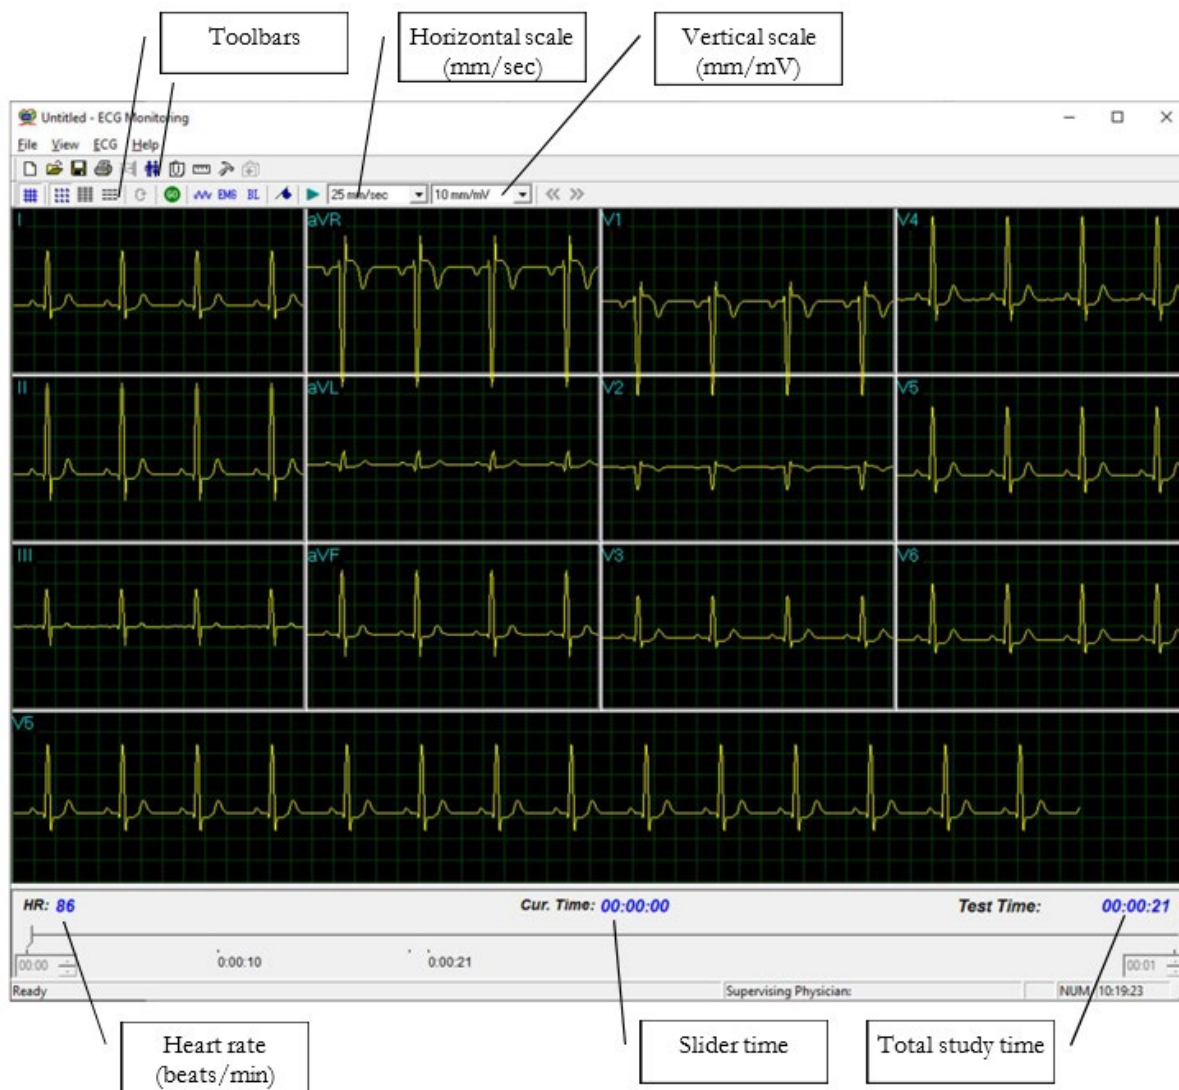 Toolbars
Horizontal scale
(mm/sec)
Vertical scale
(mm/mV)
Untitled - ECG Monitoring
File View ECG Help
GO EMG BL 25 mm/sec 10 mm/mV
I aVR V1 V4
II aVL V2 V5
III aVF V3 V6
V5
HR: 86 Cur. Time: 00:00:00 Test Time: 00:00:21
00:00 0:00:10 0:00:21 00:01
Ready Supervising Physician: NUM 10:19:23
Heart rate
(beats/min)
Slider time
Total study time